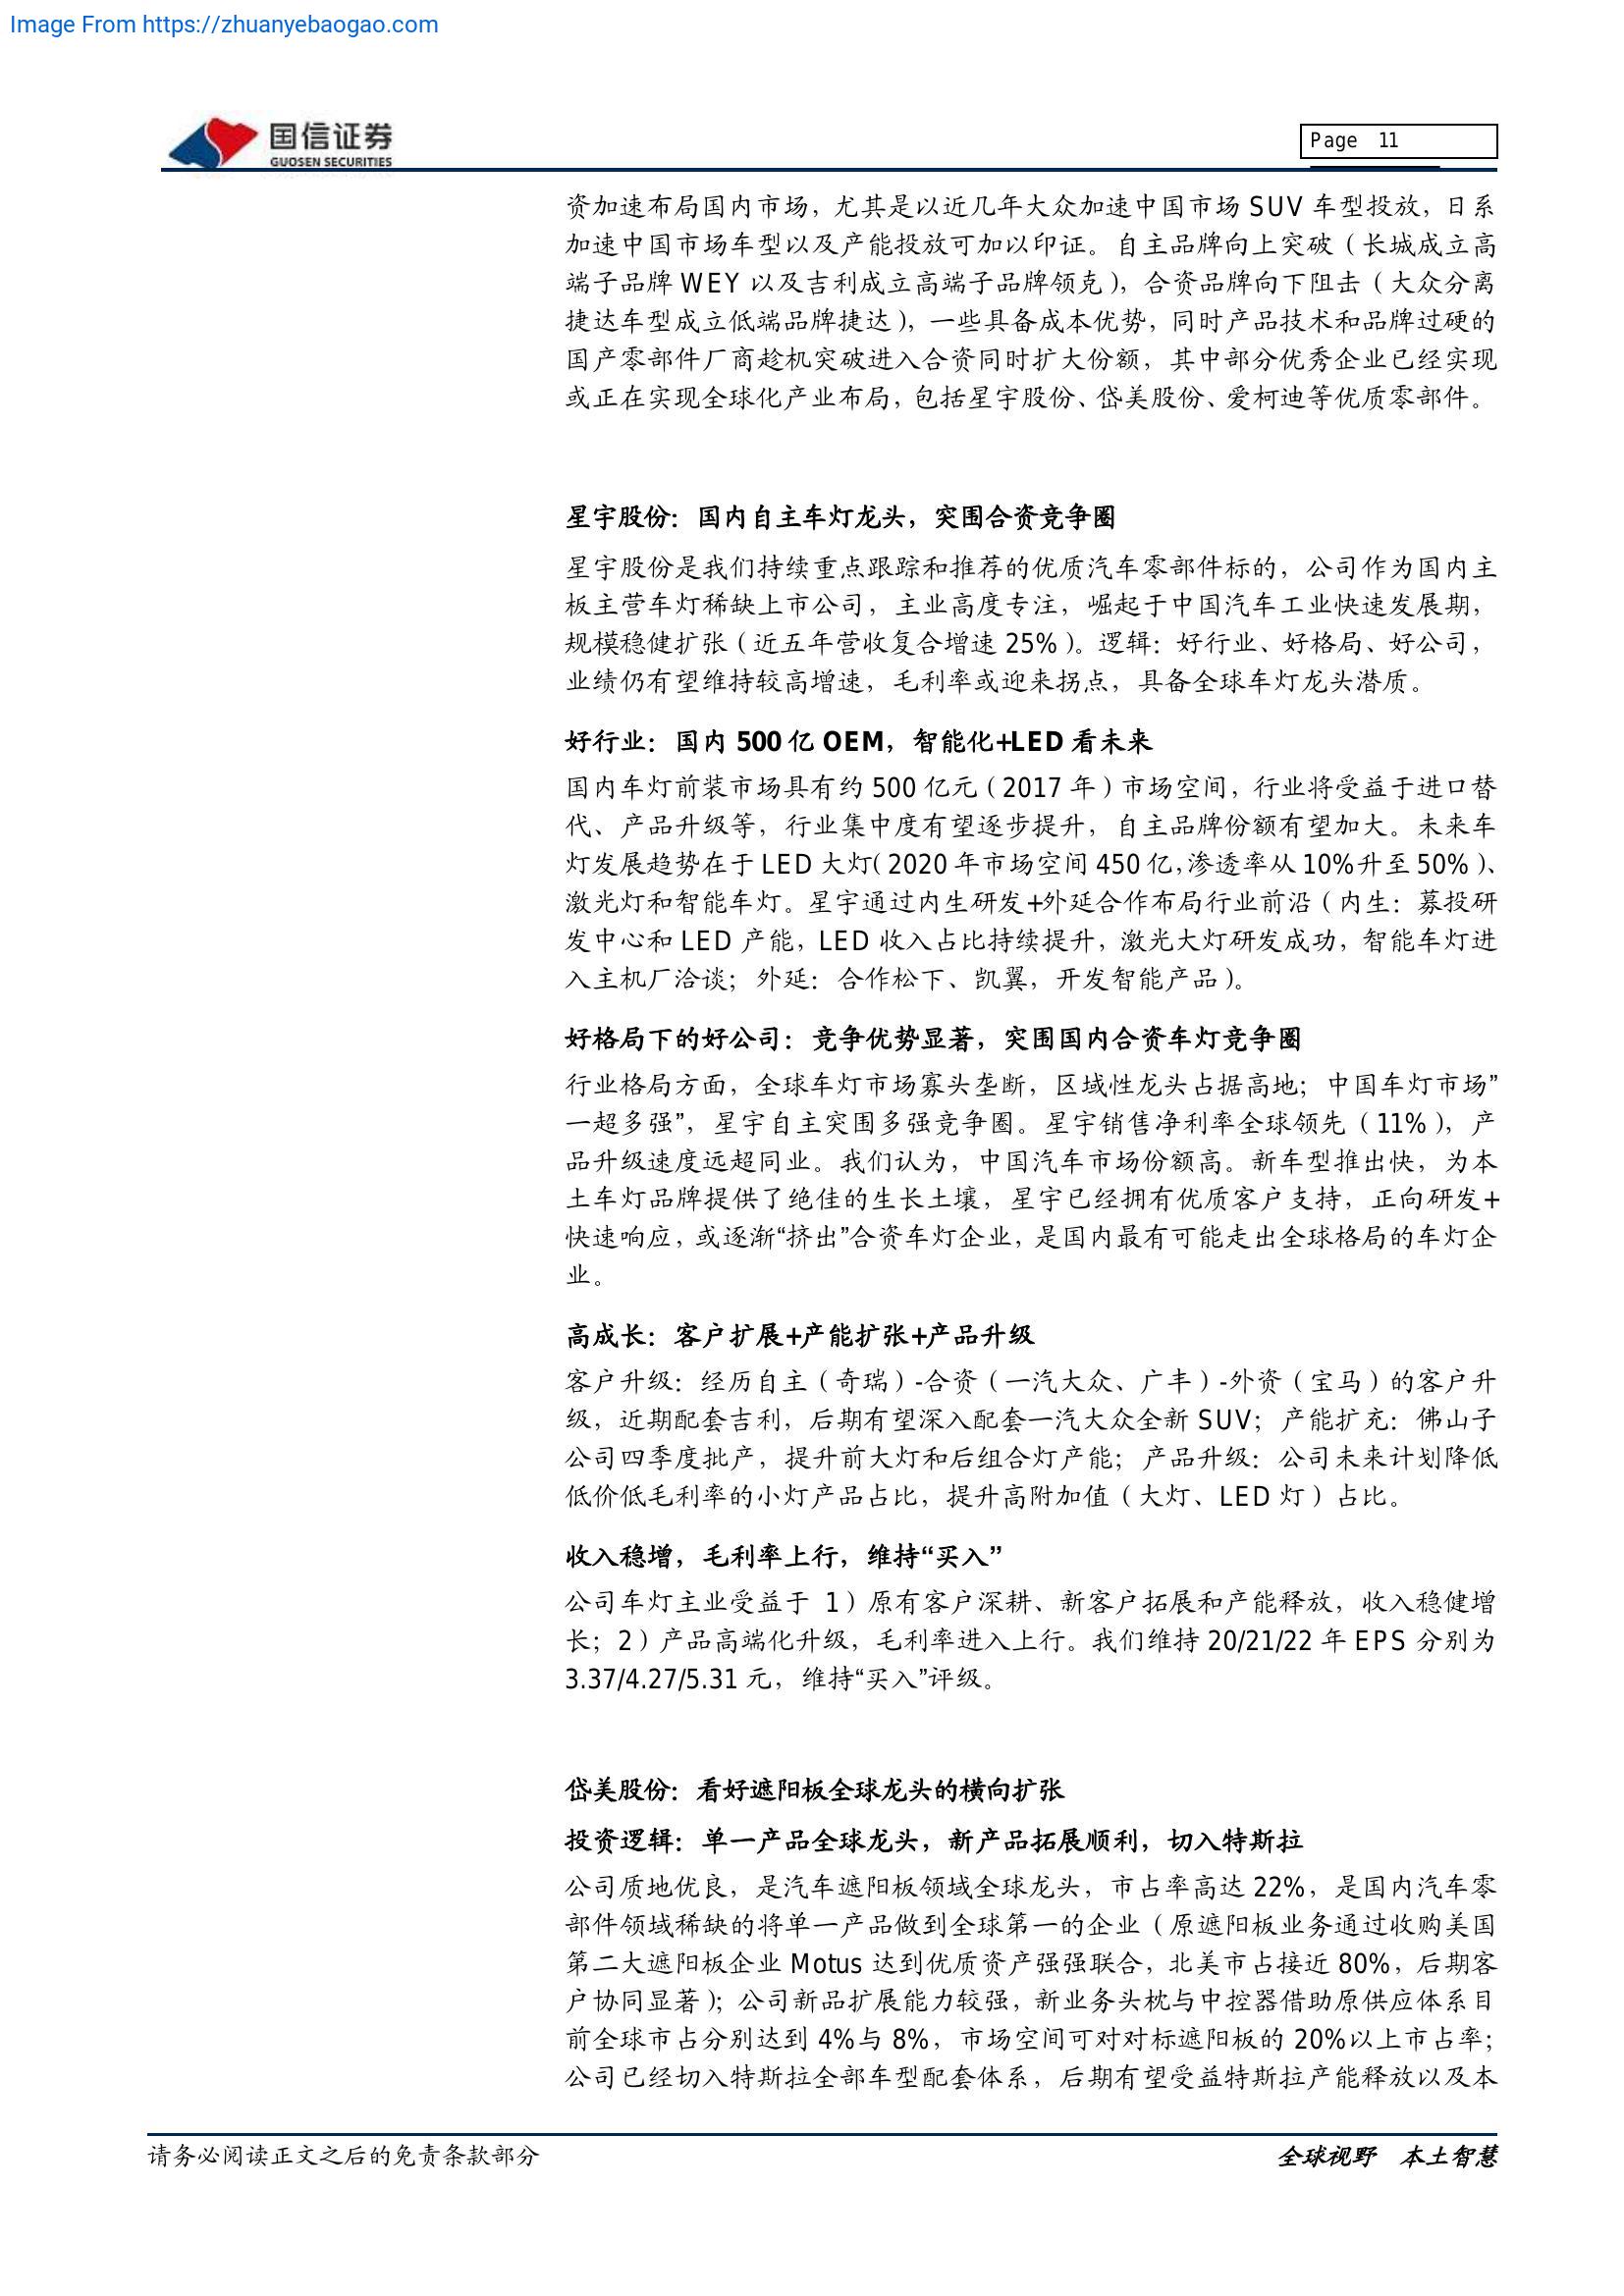 Image From https://zhuanyebaogao.com
国信证券
GUOSEN SECURITIES
Page 11
资加速布局国内市场，尤其是以近几年大众加速中国市场 SUV 车型投放，日系
加速中国市场车型以及产能投放可加以印证。自主品牌向上突破（长城成立高
端子品牌 WEY 以及吉利成立高端子品牌领克），合资品牌向下阻击（大众分离
捷达车型成立低端品牌捷达），一些具备成本优势，同时产品技术和品牌过硬的
国产零部件厂商趁机突破进入合资同时扩大份额，其中部分优秀企业已经实现
或正在实现全球化产业布局，包括星宇股份、岱美股份、爱柯迪等优质零部件。
星宇股份：国内自主车灯龙头，突围合资竞争圈
星宇股份是我们持续重点跟踪和推荐的优质汽车零部件标的，公司作为国内主
板主营车灯稀缺上市公司，主业高度专注，崛起于中国汽车工业快速发展期，
规模稳健扩张（近五年营收复合增速 25%）。逻辑：好行业、好格局、好公司，
业绩仍有望维持较高增速，毛利率或迎来拐点，具备全球车灯龙头潜质。
好行业：国内 500 亿 OEM，智能化+LED 看未来
国内车灯前装市场具有约 500 亿元（2017 年）市场空间，行业将受益于进口替
代、产品升级等，行业集中度有望逐步提升，自主品牌份额有望加大。未来车
灯发展趋势在于 LED 大灯（2020 年市场空间 450 亿，渗透率从 10%升至 50%）、
激光灯和智能车灯。星宇通过内生研发+外延合作布局行业前沿（内生：募投研
发中心和 LED 产能，LED 收入占比持续提升，激光大灯研发成功，智能车灯进
入主机厂洽谈；外延：合作松下、凯翼，开发智能产品）。
好格局下的好公司：竞争优势显著，突围国内合资车灯竞争圈
行业格局方面，全球车灯市场寡头垄断，区域性龙头占据高地；中国车灯市场”
一超多强”，星宇自主突围多强竞争圈。星宇销售净利率全球领先（11%），产
品升级速度远超同业。我们认为，中国汽车市场份额高。新车型推出快，为本
土车灯品牌提供了绝佳的生长土壤，星宇已经拥有优质客户支持，正向研发+
快速响应，或逐渐“挤出”合资车灯企业，是国内最有可能走出全球格局的车灯企
业。
高成长：客户扩展+产能扩张+产品升级
客户升级：经历自主（奇瑞）-合资（一汽大众、广丰）-外资（宝马）的客户升
级，近期配套吉利，后期有望深入配套一汽大众全新 SUV；产能扩充：佛山子
公司四季度批产，提升前大灯和后组合灯产能；产品升级：公司未来计划降低
低价低毛利率的小灯产品占比，提升高附加值（大灯、LED 灯）占比。
收入稳增，毛利率上行，维持“买入”
公司车灯主业受益于 1）原有客户深耕、新客户拓展和产能释放，收入稳健增
长；2）产品高端化升级，毛利率进入上行。我们维持 20/21/22 年 EPS 分别为
3.37/4.27/5.31 元，维持“买入”评级。
岱美股份：看好遮阳板全球龙头的横向扩张
投资逻辑：单一产品全球龙头，新产品拓展顺利，切入特斯拉
公司质地优良，是汽车遮阳板领域全球龙头，市占率高达 22%，是国内汽车零
部件领域稀缺的将单一产品做到全球第一的企业（原遮阳板业务通过收购美国
第二大遮阳板企业 Motus 达到优质资产强强联合，北美市占接近 80%，后期客
户协同显著）；公司新品扩展能力较强，新业务头枕与中控器借助原供应体系目
前全球市占分别达到 4%与 8%，市场空间可对对标遮阳板的 20%以上市占率；
公司已经切入特斯拉全部车型配套体系，后期有望受益特斯拉产能释放以及本
请务必阅读正文之后的免责条款部分
全球视野 本土智慧